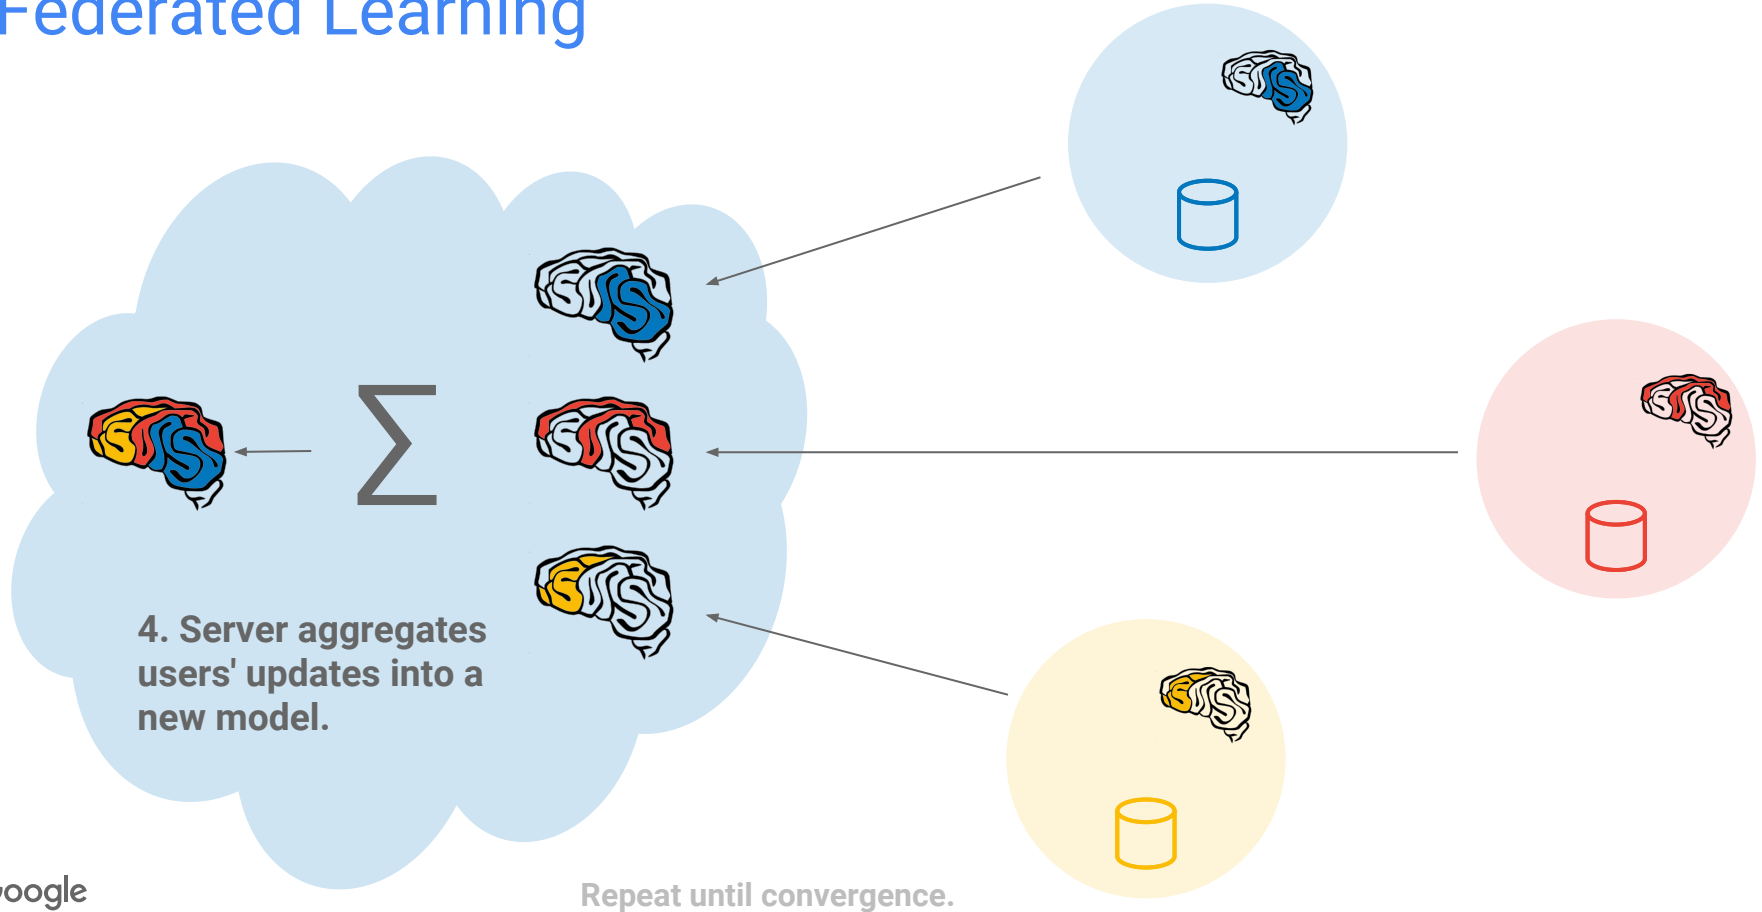 Federated Learning
∑
4. Server aggregates
users' updates into a
new model.
oogle
Repeat until convergence.